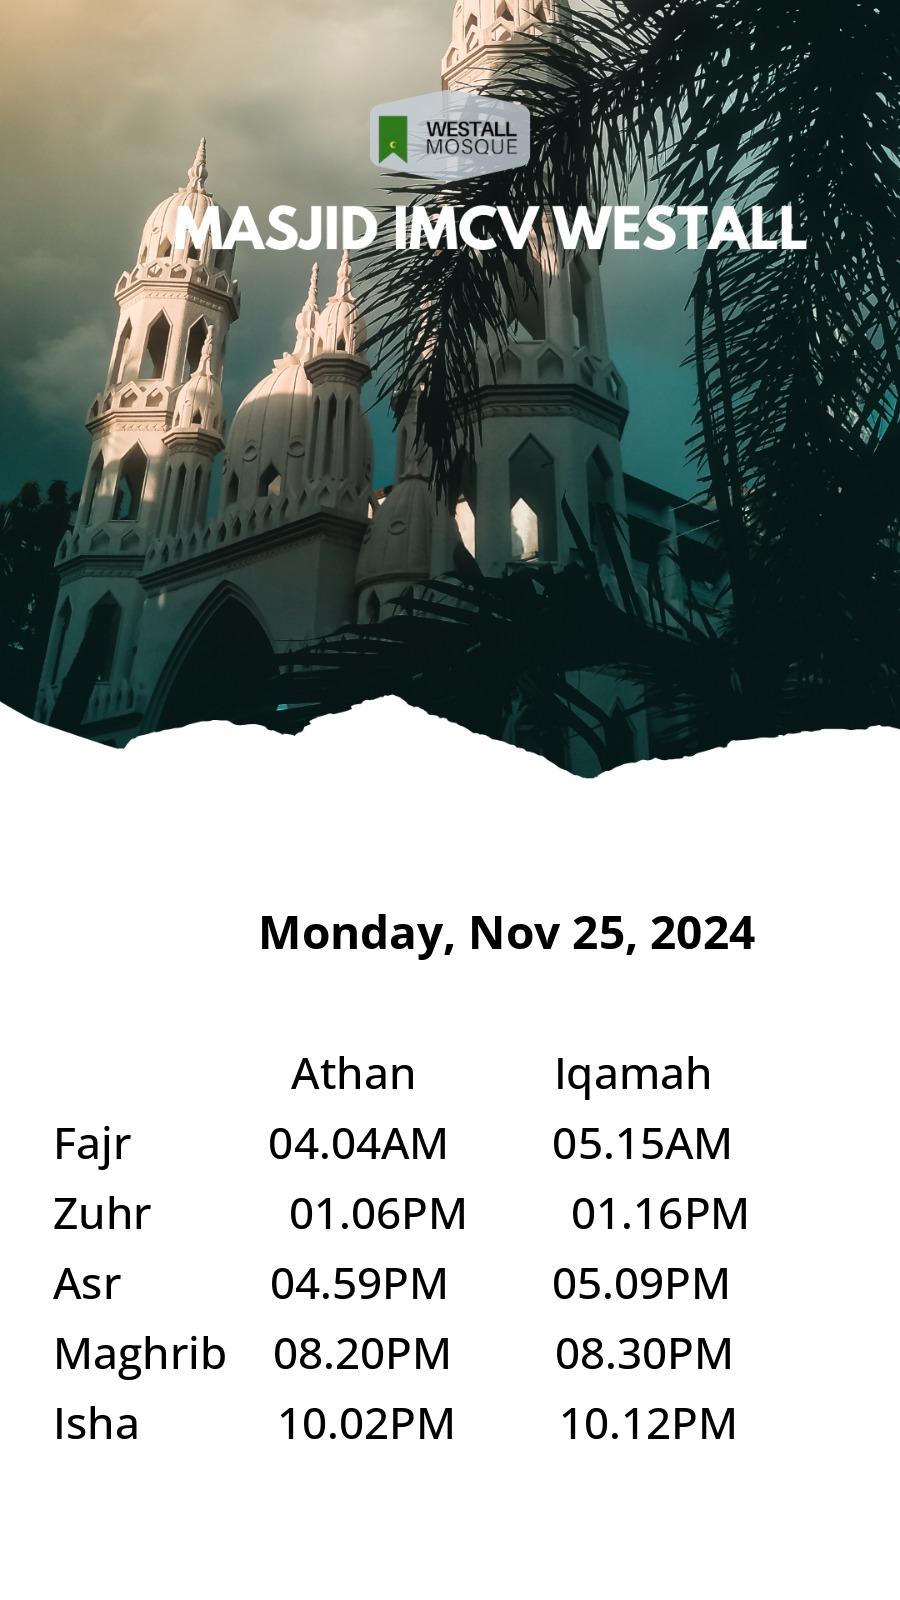 WESTALL
MOSQUE
MASJID IMCV WESTALL
Monday, Nov 25, 2024
Athan Iqamah
Fajr 04.04AM 05.15AM
Zuhr 01.06PM 01.16PM
Asr 04.59PM 05.09PM
Maghrib 08.20PM 08.30PM
Isha 10.02PM 10.12PM